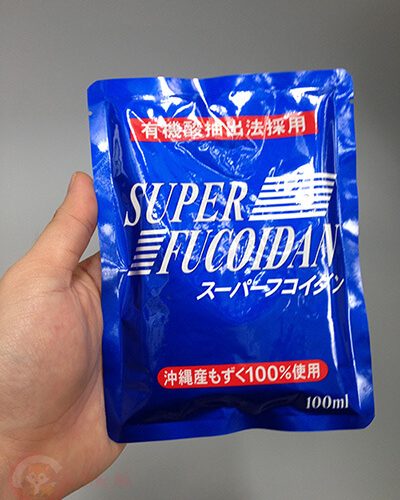 有機酸抽出法採用
SUPER
FUCOIDAN
スーパーフコイダン
沖縄産もずく100%使用
100ml